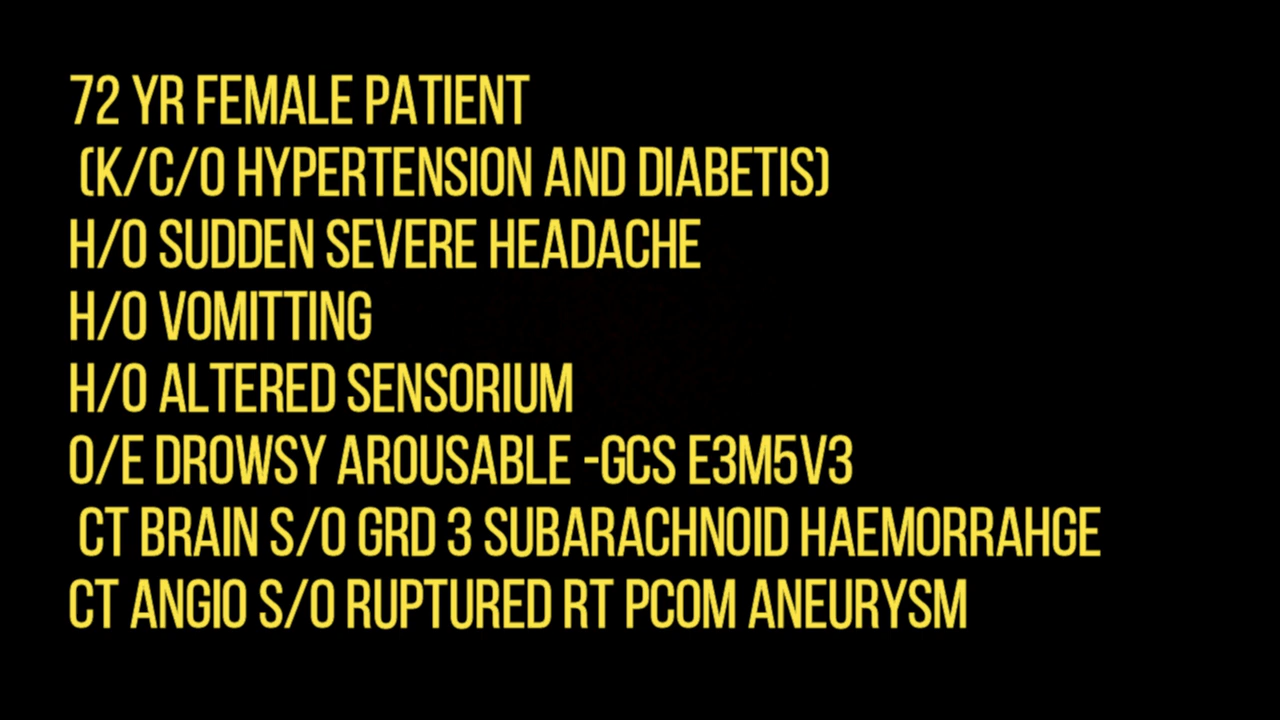 72 YR FEMALE PATIENT
(K/C/O HYPERTENSION AND DIABETIS)
H/O SUDDEN SEVERE HEADACHE
H/O VOMITTING
H/O ALTERED SENSORIUM
O/E DROWSY AROUSABLE -GCS E3M5V3
CT BRAIN S/O GRD 3 SUBARACHNOID HAEMORRAHGE
CT ANGIO S/O RUPTURED RT PCOM ANEURYSM